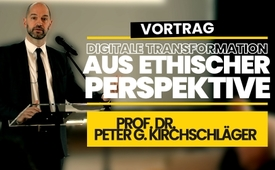 VORTRAG
DIGITALE TRANSFORMATION
AUS ETHISCHER
PERSPEKTIVE
PROF. DR.
PETER G. KIRCHSCHLÄGER